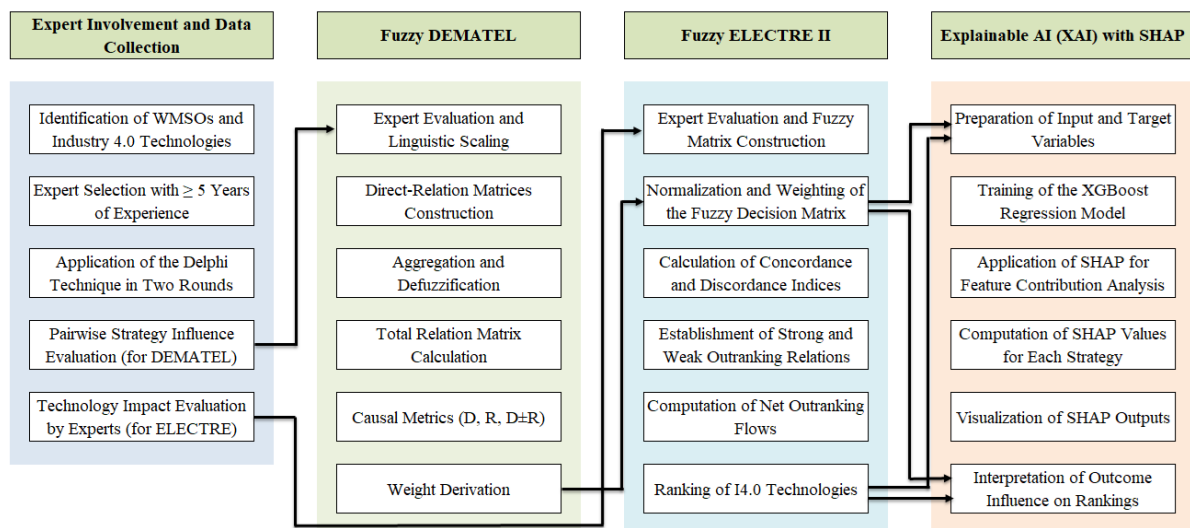 Expert Involvement and Data
Collection
Identification of WMSOs and
Industry 4.0 Technologies
Expert Selection with ≥ 5 Years
of Experience
Application of the Delphi
Technique in Two Rounds
Pairwise Strategy Influence
Evaluation (for DEMATEL)
Technology Impact Evaluation
by Experts (for ELECTRE)
Fuzzy DEMATEL
Expert Evaluation and
Linguistic Scaling
Direct-Relation Matrices
Construction
Aggregation and
Defuzzification
Total Relation Matrix
Calculation
Causal Metrics (D, R, D±R)
Weight Derivation
Fuzzy ELECTRE II
Expert Evaluation and Fuzzy
Matrix Construction
Normalization and Weighting of
the Fuzzy Decision Matrix
Calculation of Concordance
and Discordance Indices
Establishment of Strong and
Weak Outranking Relations
Computation of Net Outranking
Flows
Ranking of I4.0 Technologies
Explainable AI (XAI) with SHAP
Preparation of Input and Target
Variables
Training of the XGBoost
Regression Model
Application of SHAP for
Feature Contribution Analysis
Computation of SHAP Values
for Each Strategy
Visualization of SHAP Outputs
Interpretation of Outcome
Influence on Rankings